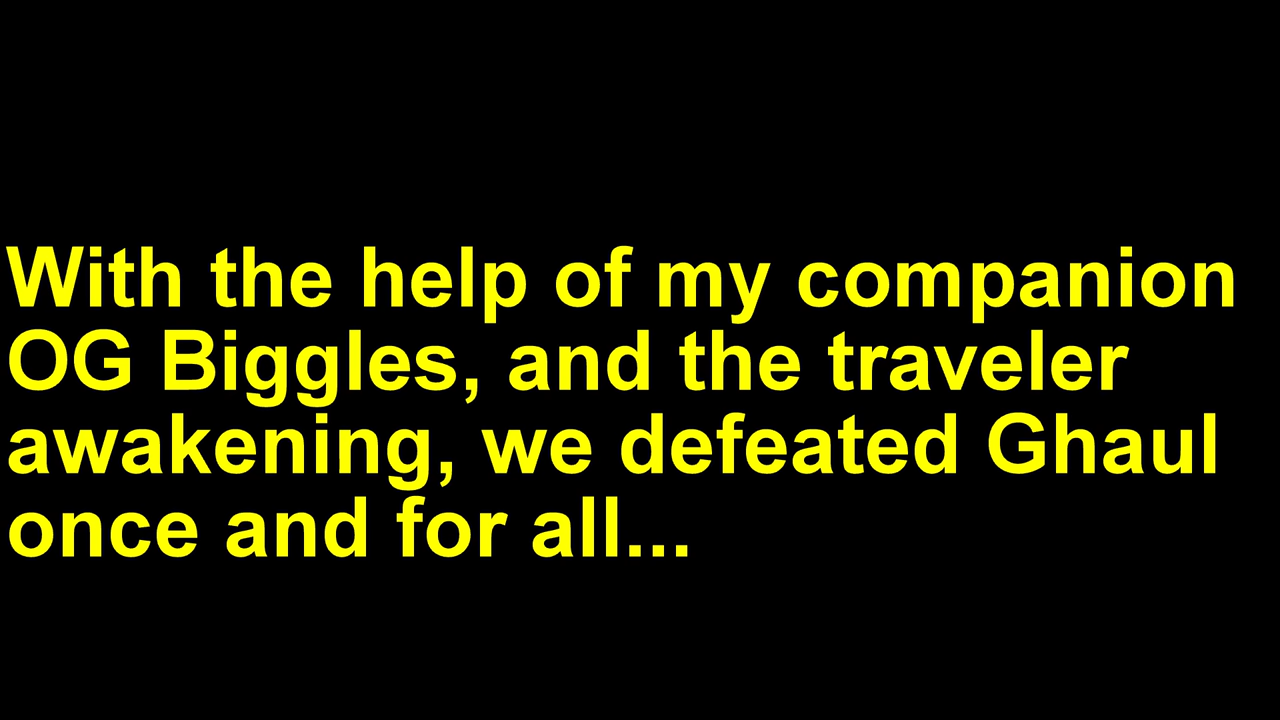 With the help of my companion
OG Biggles, and the traveler
awakening, we defeated Ghaul
once and for all...